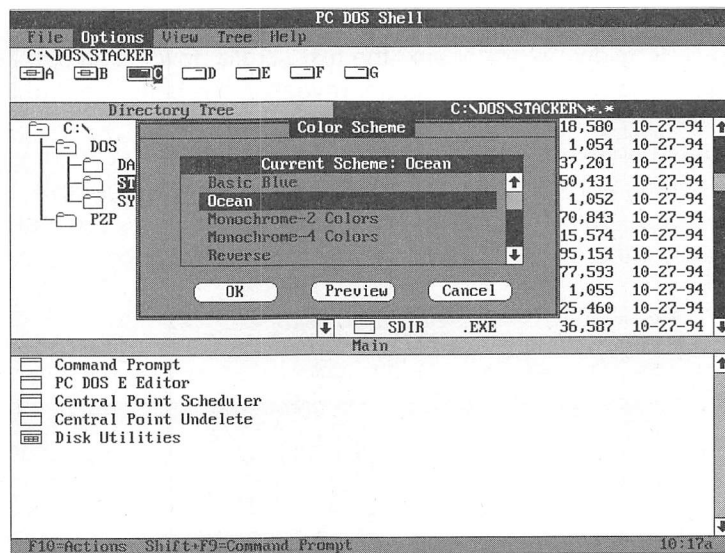 PC DOS Shell
File Options View Tree Help
C:\DOS\STACKER
A B C D E F G
Directory Tree
C:\DOS\STACKER\*.*
C:\
DOS
DA
ST
SY
PZP
Color Scheme
Current Scheme: Ocean
Basic Blue
Ocean
Monochrome-2 Colors
Monochrome-4 Colors
Reverse
OK Preview Cancel
18,580 10-27-94
1,054 10-27-94
37,201 10-27-94
50,431 10-27-94
1,052 10-27-94
70,843 10-27-94
15,574 10-27-94
95,154 10-27-94
77,593 10-27-94
1,055 10-27-94
25,460 10-27-94
SDIR .EXE 36,587 10-27-94
Main
Command Prompt
PC DOS E Editor
Central Point Scheduler
Central Point Undelete
Disk Utilities
F10=Actions Shift+F9=Command Prompt 10:17a